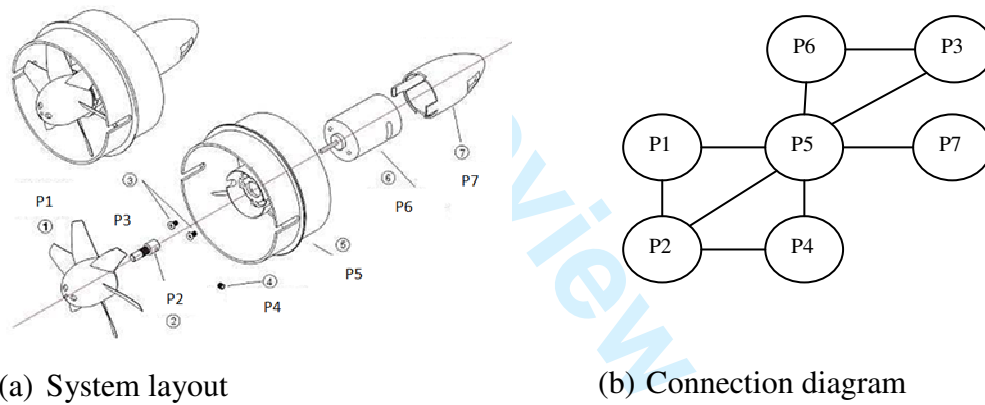 P1
①
P3
③
P2
②
④
P4
⑤
P5
⑥
P6
⑦
P7
(a) System layout
P6
P3
P1
P5
P7
P2
P4
(b) Connection diagram
view